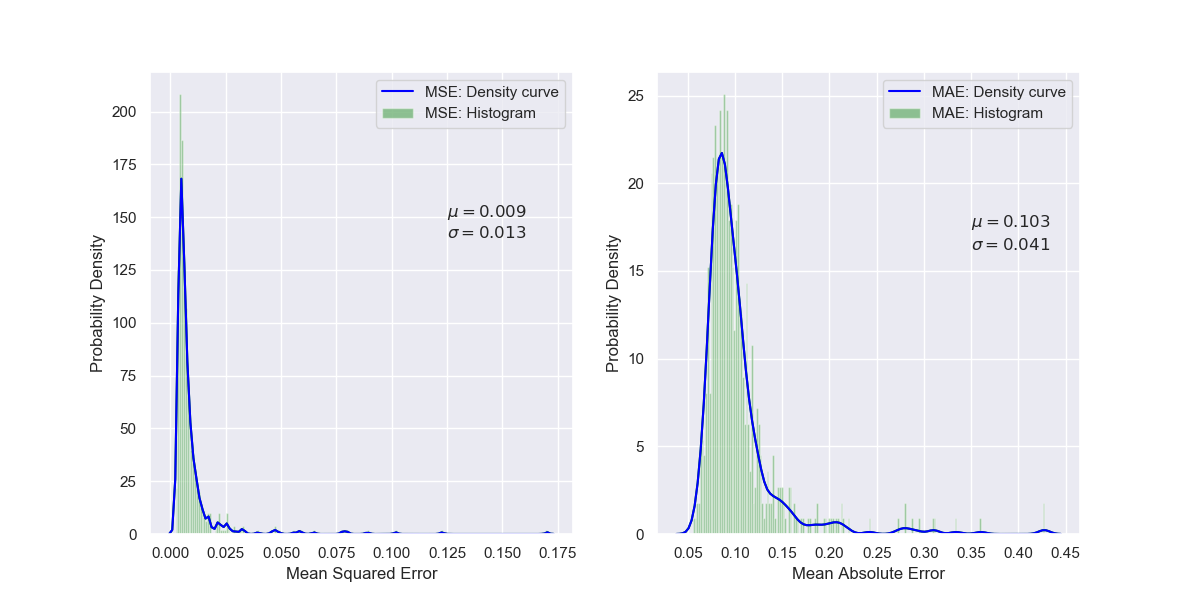 MSE: Density curve
MSE: Histogram
μ = 0.009
σ = 0.013
Probability Density
200
175
150
125
100
75
50
25
0
0.000 0.025 0.050 0.075 0.100 0.125 0.150 0.175
Mean Squared Error
MAE: Density curve
MAE: Histogram
μ = 0.103
σ = 0.041
Probability Density
25
20
15
10
5
0
0.05 0.10 0.15 0.20 0.25 0.30 0.35 0.40 0.45
Mean Absolute Error